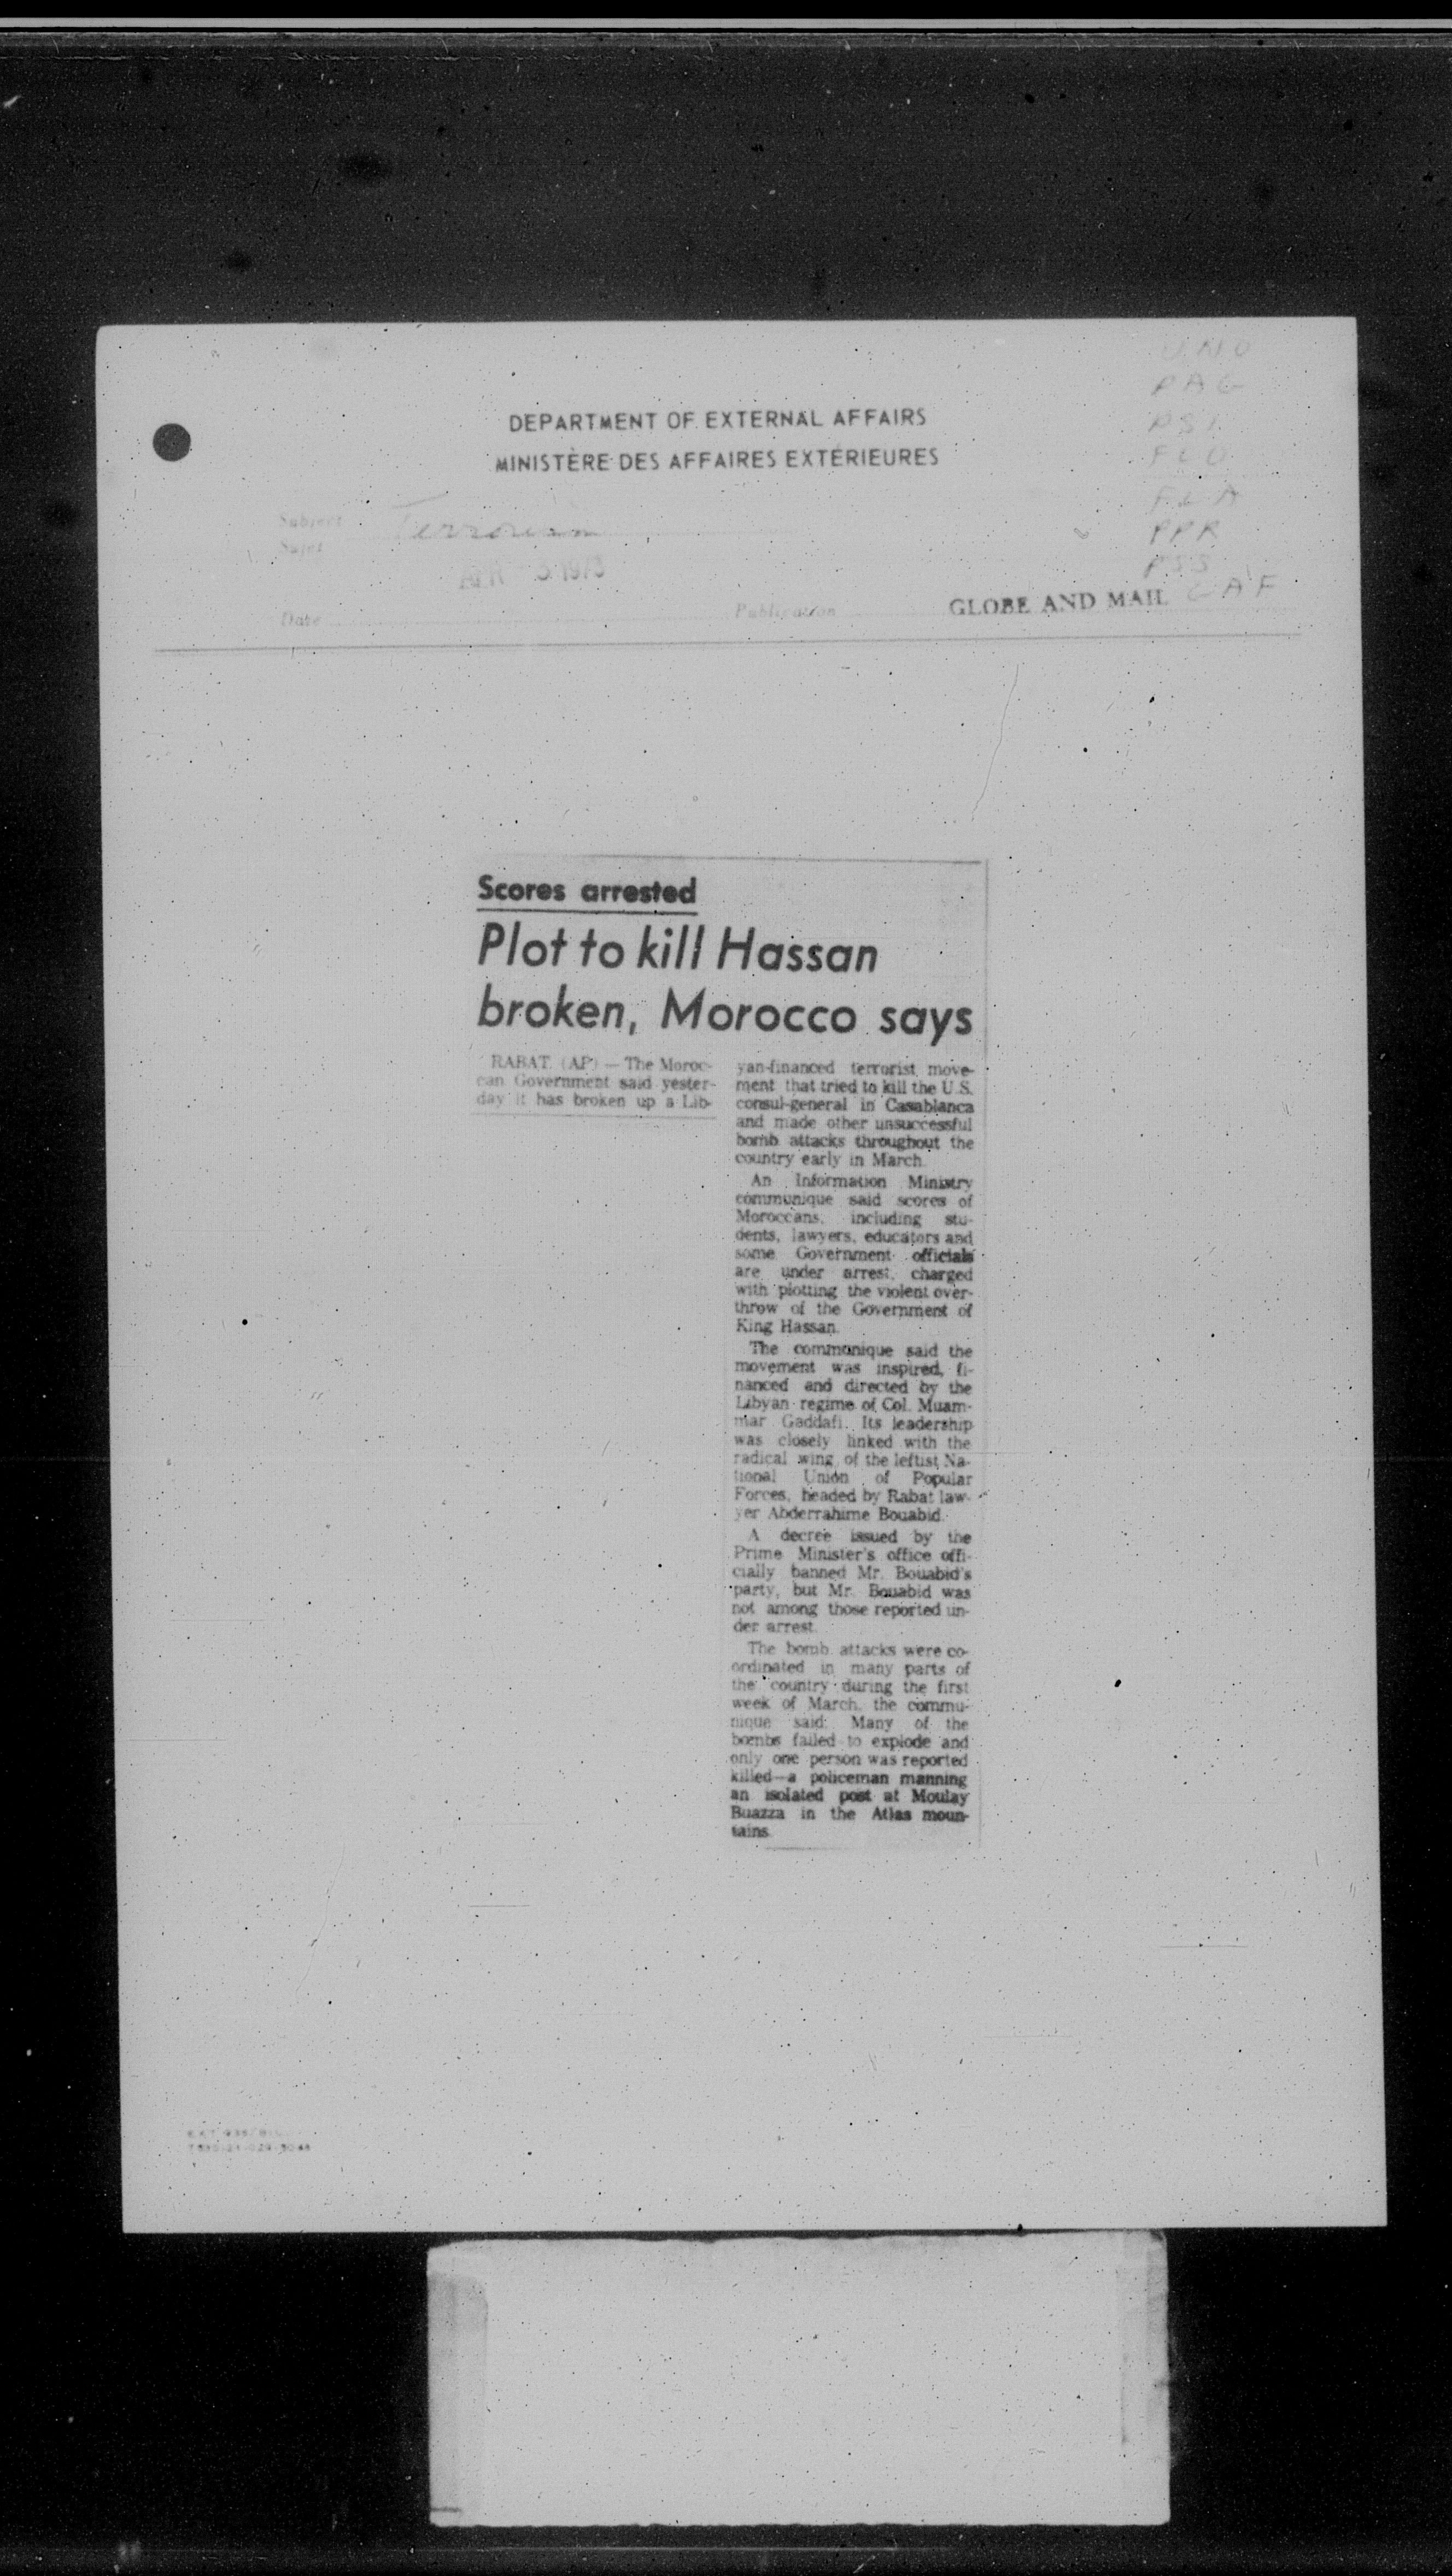 UNO
PAG
DEPARTMENT OF EXTERNAL AFFAIRS
MINISTÈRE DES AFFAIRES EXTÉRIEURES
FLO
Subject
Sujet
Terrorism
FLA
PPR
APR 3 1973
Date
Publication
GLOBE AND MAIL
GAF
Scores arrested
Plot to kill Hassan
broken, Morocco says
RABAT (AP) — The Moroc-
can Government said yester-
day it has broken up a Lib-
yan-financed terrorist move-
ment that tried to kill the U.S.
consul-general in Casablanca
and made other unsuccessful
bomb attacks throughout the
country early in March.
An Information Ministry
communique said scores of
Moroccans, including stu-
dents, lawyers, educators and
some Government officials
are under arrest, charged
with plotting the violent over-
throw of the Government of
King Hassan.
The communique said the
movement was inspired, fi-
nanced and directed by the
Libyan regime of Col. Muam-
mar Gaddafi. Its leadership
was closely linked with the
radical wing of the leftist Na-
tional Union of Popular
Forces, headed by Rabat law-
yer Abderrahime Bouabid.
A decree issued by the
Prime Minister's office offi-
cially banned Mr. Bouabid's
party, but Mr. Bouabid was
not among those reported un-
der arrest.
The bomb attacks were co-
ordinated in many parts of
the country during the first
week of March, the commu-
nique said. Many of the
bombs failed to explode and
only one person was reported
killed—a policeman manning
an isolated post at Moulay
Buazza in the Atlas moun-
tains.